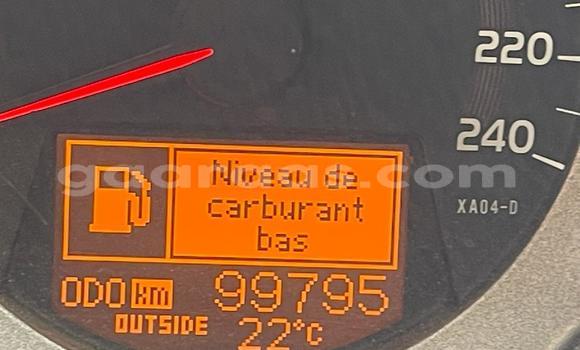 220
240
XA04-D
Niveau de
carburant
bas
ODO km 99795
OUTSIDE 22°C